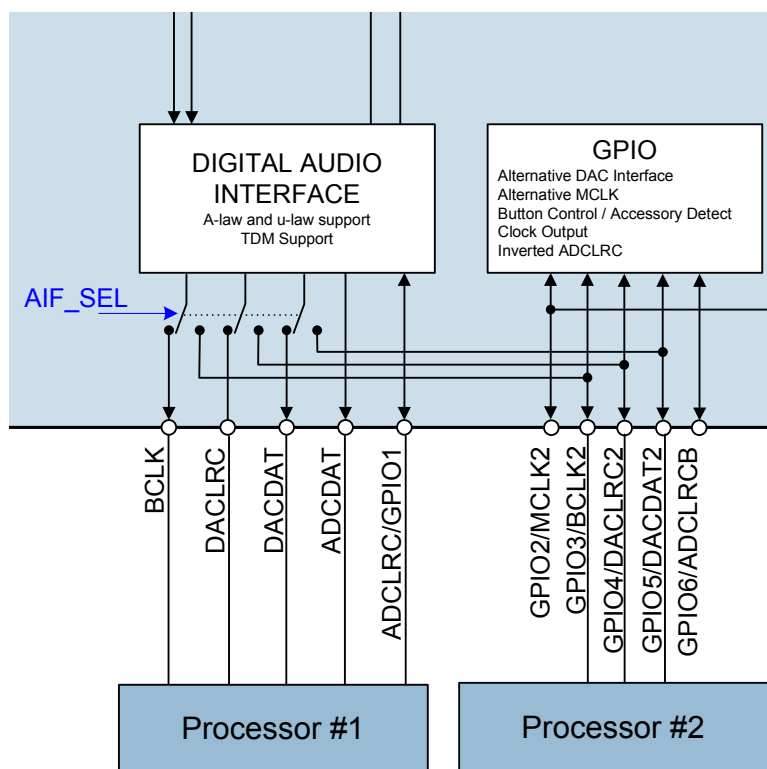 DIGITAL AUDIO
INTERFACE
A-law and u-law support
TDM Support
GPIO
Alternative DAC Interface
Alternative MCLK
Button Control / Accessory Detect
Clock Output
Inverted ADCLRC
AIF_SEL
BCLK
DACLRC
DACDAT
ADCDAT
ADCLRC/GPIO1
GPIO2/MCLK2
GPIO3/BCLK2
GPIO4/DACLRC2
GPIO5/DACDAT2
GPIO6/ADCLRCB
Processor #1
Processor #2